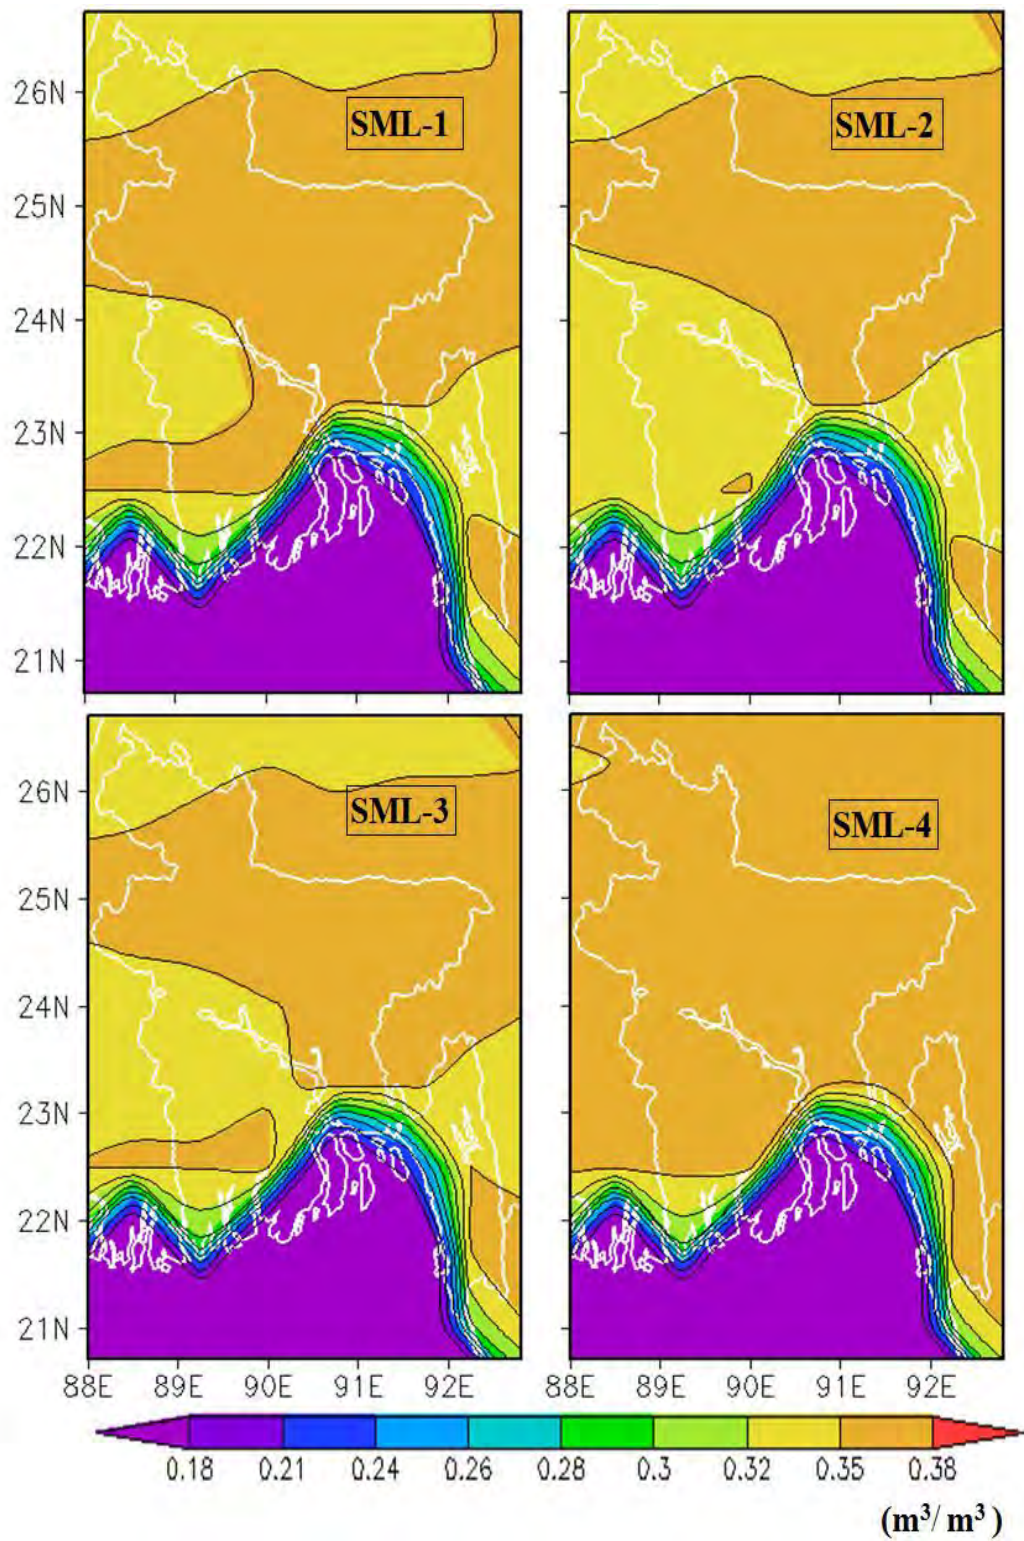 26N
25N
24N
23N
22N
21N
SML-1
SML-2
26N
25N
24N
23N
22N
21N
SML-3
SML-4
88E 89E 90E 91E 92E
88E 89E 90E 91E 92E
0.18 0.21 0.24 0.26 0.28 0.3 0.32 0.35 0.38
(m³/ m³ )